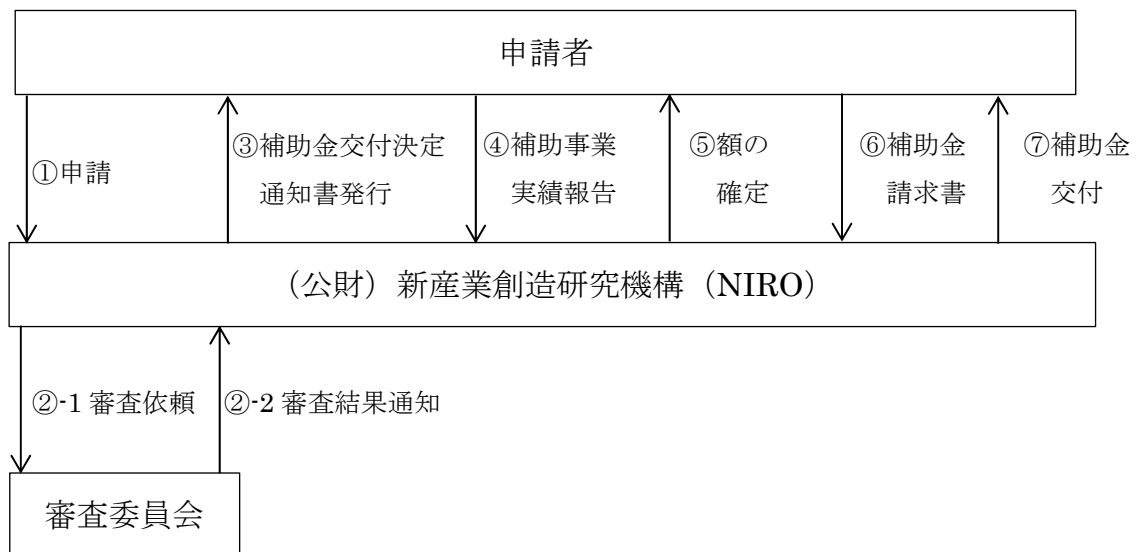 申請者
①申請
③補助金交付決定
通知書発行
④補助事業
実績報告
⑤額の
確定
⑥補助金
請求書
⑦補助金
交付
（公財）新産業創造研究機構（NIRO）
②-1 審査依頼
②-2 審査結果通知
審査委員会